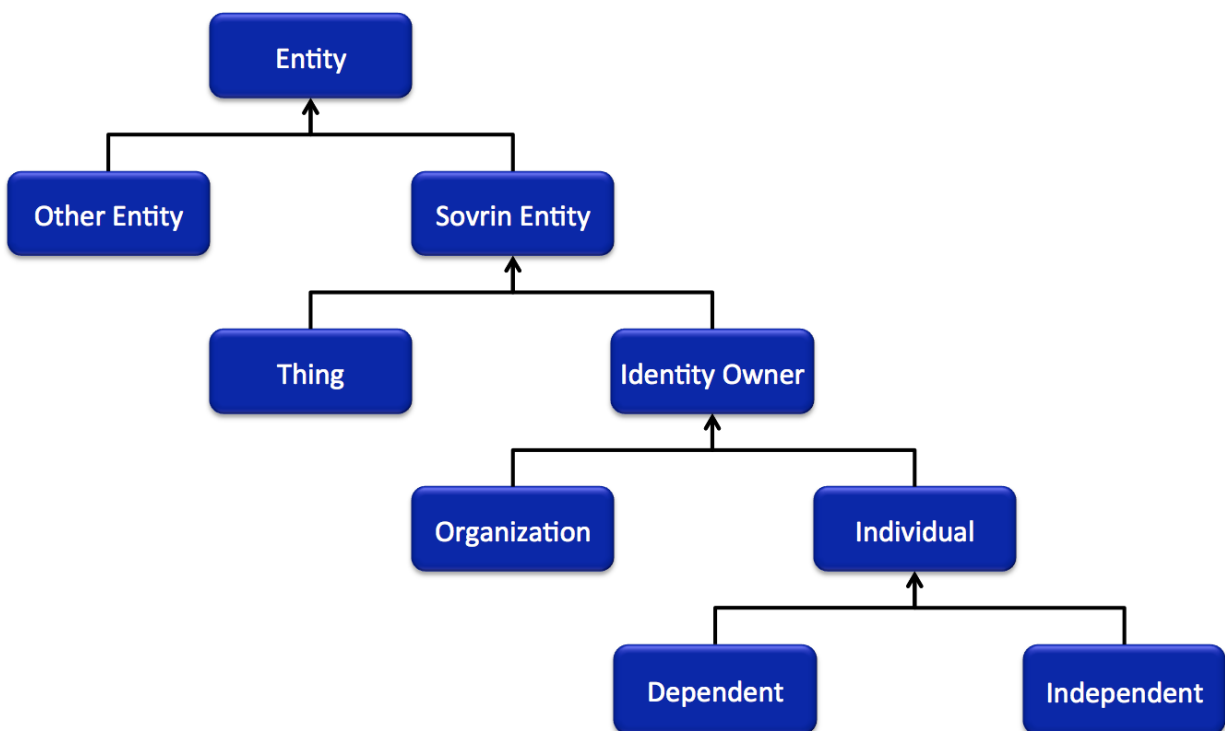 Entity
Other Entity
Sovrin Entity
Thing
Identity Owner
Organization
Individual
Dependent
Independent